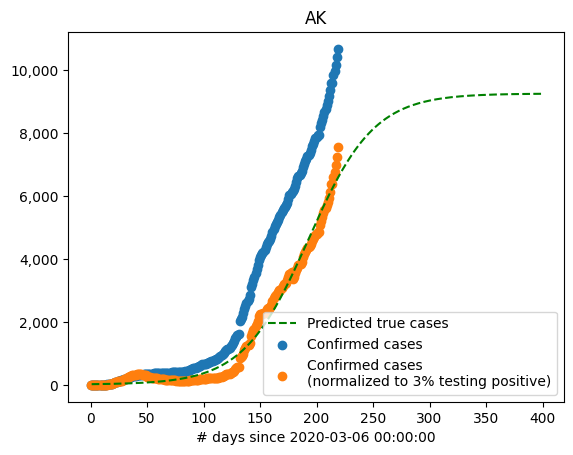 AK
10,000
8,000
6,000
4,000
2,000
0
Predicted true cases
Confirmed cases
Confirmed cases
(normalized to 3% testing positive)
0 50 100 150 200 250 300 350 400
# days since 2020-03-06 00:00:00